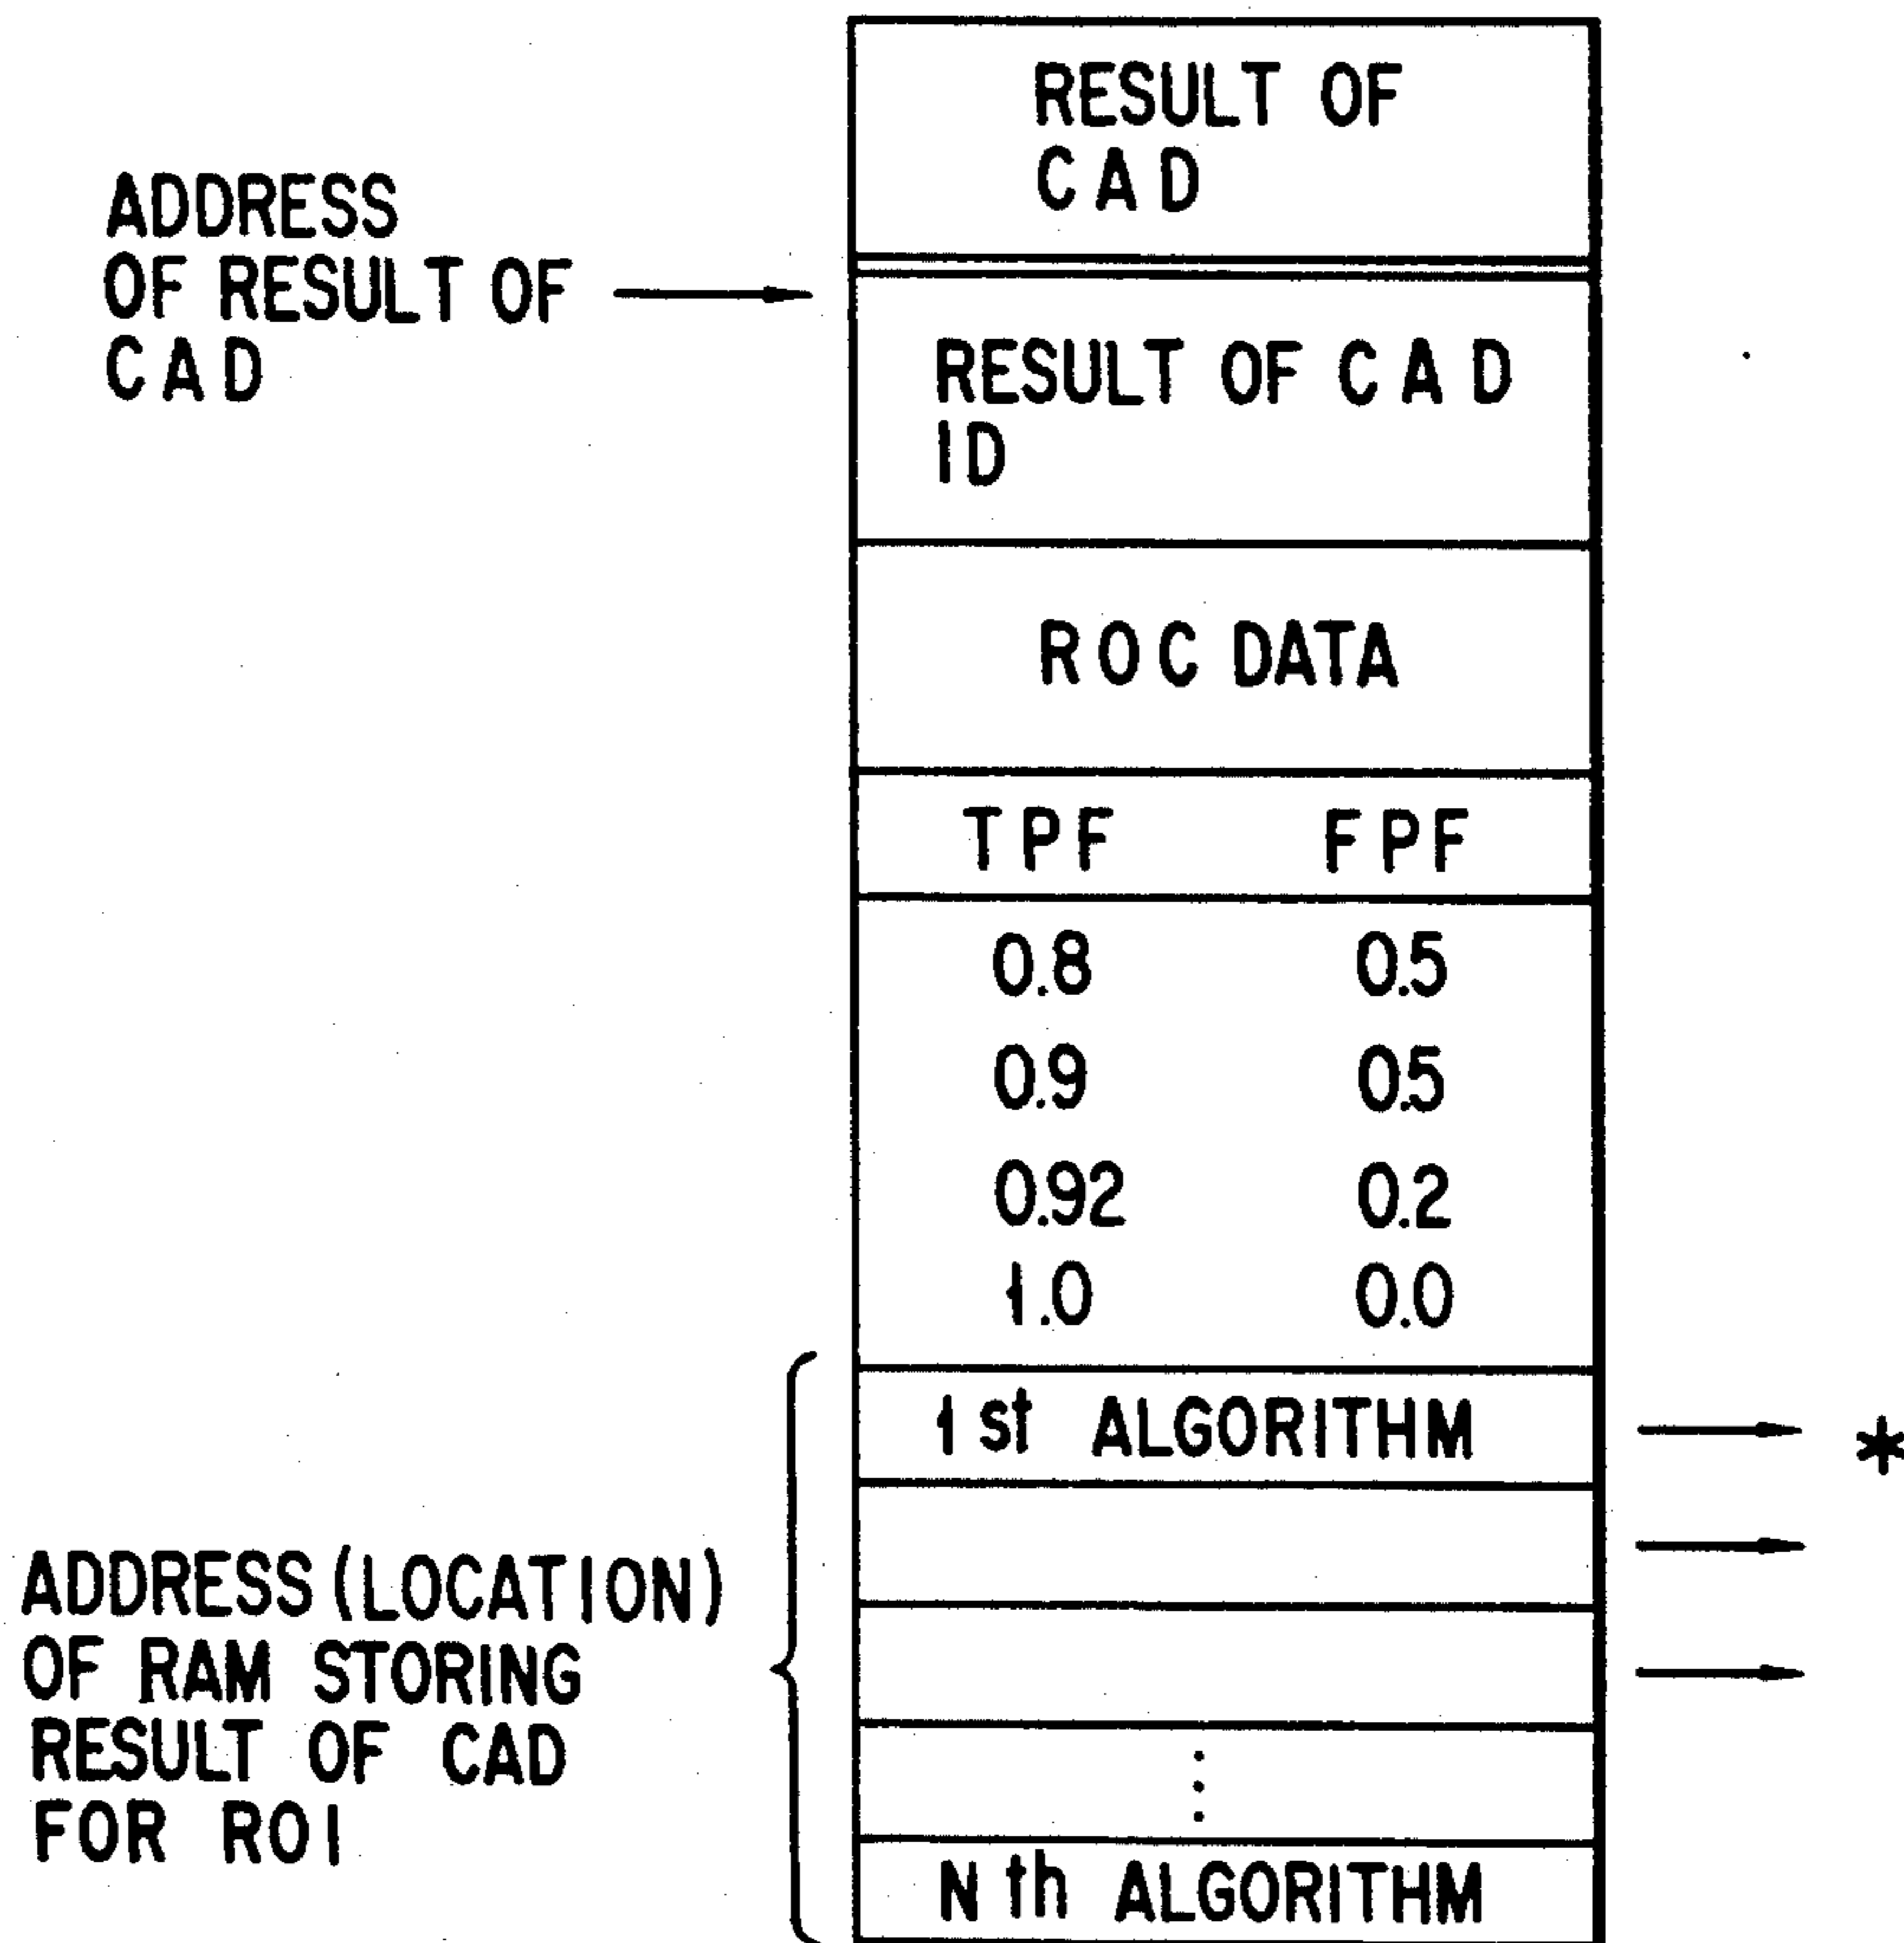 RESULT OF
CAD
ADDRESS
OF RESULT OF
CAD
RESULT OF CAD
ID
ROC DATA
TPF FPF
0.8 0.5
0.9 0.5
0.92 0.2
1.0 0.0
1st ALGORITHM
*
ADDRESS (LOCATION)
OF RAM STORING
RESULT OF CAD
FOR ROI
⋮
Nth ALGORITHM